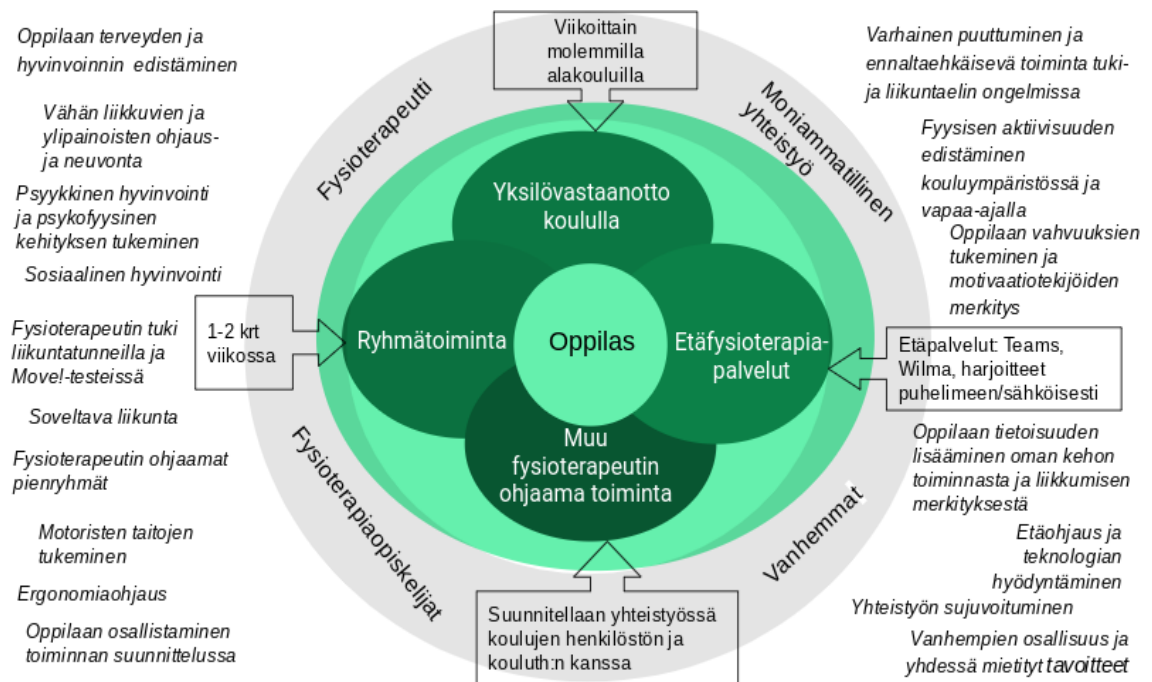 Oppilaan terveyden ja
hyvinvoinnin edistäminen
Vähän liikkuvien ja
ylipainoisten ohjaus-
ja neuvonta
Psyykkinen hyvinvointi
ja psykofyysinen
kehityksen tukeminen
Sosiaalinen hyvinvointi
Fysioterapeutin tuki
liikuntatunneilla ja
Move!-testeissä
Soveltava liikunta
Fysioterapeutin ohjaamat
pienryhmät
Motoristen taitojen
tukeminen
Ergonomiaohjaus
Oppilaan osallistaminen
toiminnan suunnittelussa
Viikoittain
molemmilla
alakouluilla
Fysioterapeutti
Moniammatillinen
yhteistyö
Yksilövastaanotto
koululla
1-2 krt
viikossa
Ryhmätoiminta
Oppilas
Etäfysioterapia-
palvelut
Muu
fysioterapeutin
ohjaama toiminta
Fysioterapiaopiskelijat
Vanhemmat
Suunnitellaan yhteistyössä
koulujen henkilöstön ja
kouluth:n kanssa
Varhainen puuttuminen ja
ennaltaehkäisevä toiminta tuki-
ja liikuntaelin ongelmissa
Fyysisen aktiivisuuden
edistäminen
kouluympäristössä ja
vapaa-ajalla
Oppilaan vahvuuksien
tukeminen ja
motivaatiotekijöiden
merkitys
Etäpalvelut: Teams,
Wilma, harjoitteet
puhelimeen/sähköisesti
Oppilaan tietoisuuden
lisääminen oman kehon
toiminnasta ja liikkumisen
merkityksestä
Etäohjaus ja
teknologian
hyödyntäminen
Yhteistyön sujuvoituminen
Vanhempien osallisuus ja
yhdessä mietityt tavoitteet